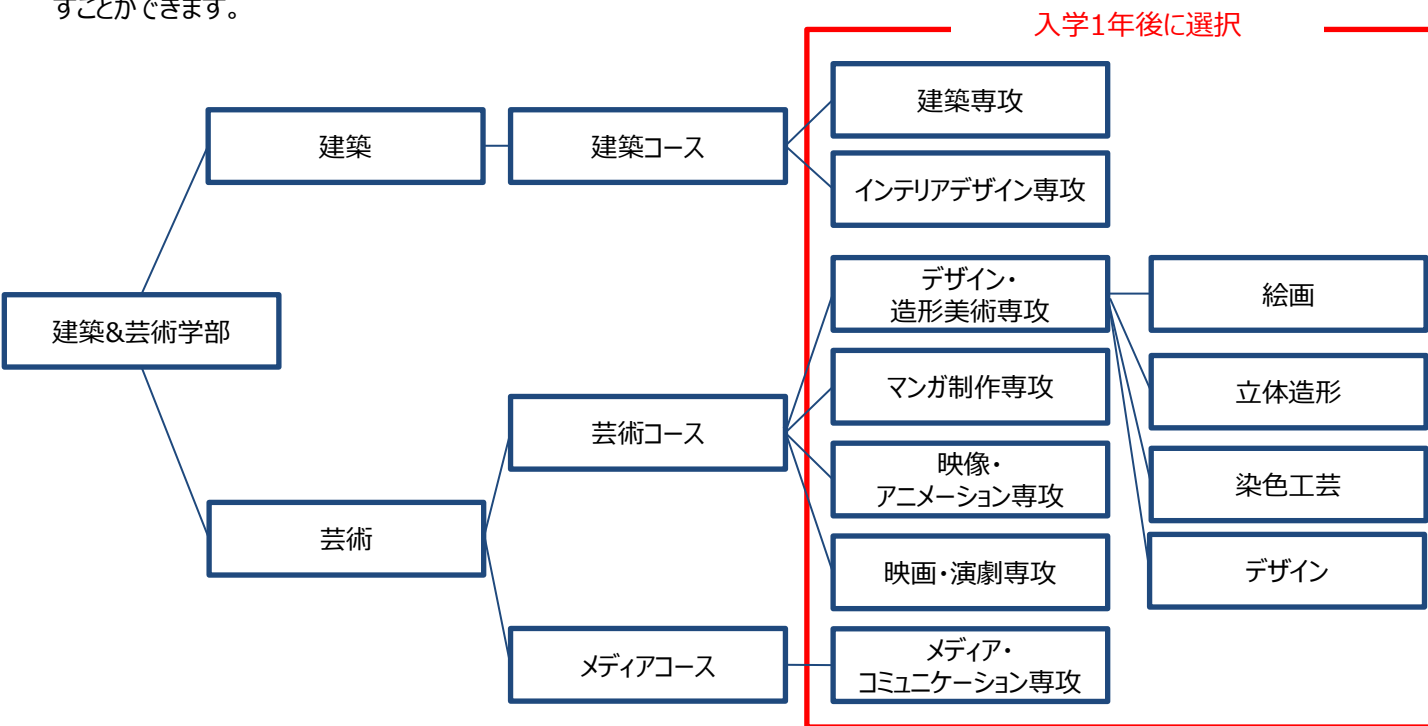 すことができます。
入学1年後に選択
建築専攻
建築
建築コース
インテリアデザイン専攻
デザイン・
造形美術専攻
絵画
建築&芸術学部
マンガ制作専攻
立体造形
芸術コース
映像・
アニメーション専攻
染色工芸
芸術
映画・演劇専攻
デザイン
メディアコース
メディア・
コミュニケーション専攻